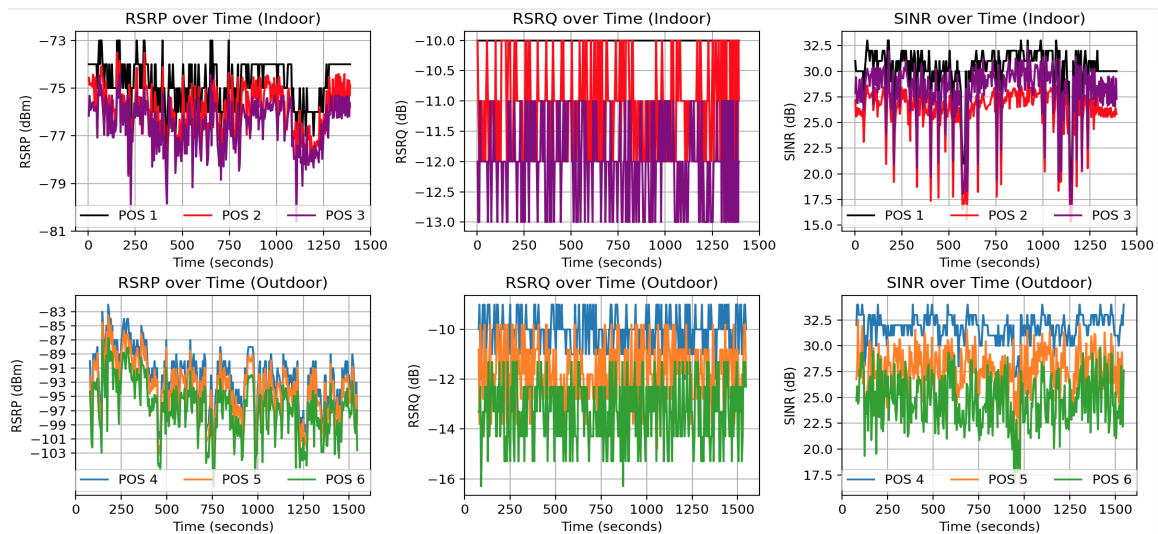 RSRP over Time (Indoor)
−73
−75
−77
−79
−81
RSRP (dBm)
POS 1 POS 2 POS 3
0 250 500 750 1000 1250 1500
Time (seconds)
RSRQ over Time (Indoor)
−10.0
−10.5
−11.0
−11.5
−12.0
−12.5
−13.0
RSRQ (dB)
0 250 500 750 1000 1250 1500
Time (seconds)
SINR over Time (Indoor)
32.5
30.0
27.5
25.0
22.5
20.0
17.5
15.0
SINR (dB)
POS 1 POS 2 POS 3
0 250 500 750 1000 1250 1500
Time (seconds)
RSRP over Time (Outdoor)
−83
−85
−87
−89
−91
−93
−95
−97
−99
−101
−103
RSRP (dBm)
POS 4 POS 5 POS 6
0 250 500 750 1000 1250 1500
Time (seconds)
RSRQ over Time (Outdoor)
−10
−12
−14
−16
RSRQ (dB)
0 250 500 750 1000 1250 1500
Time (seconds)
SINR over Time (Outdoor)
32.5
30.0
27.5
25.0
22.5
20.0
17.5
SINR (dB)
POS 4 POS 5 POS 6
0 250 500 750 1000 1250 1500
Time (seconds)